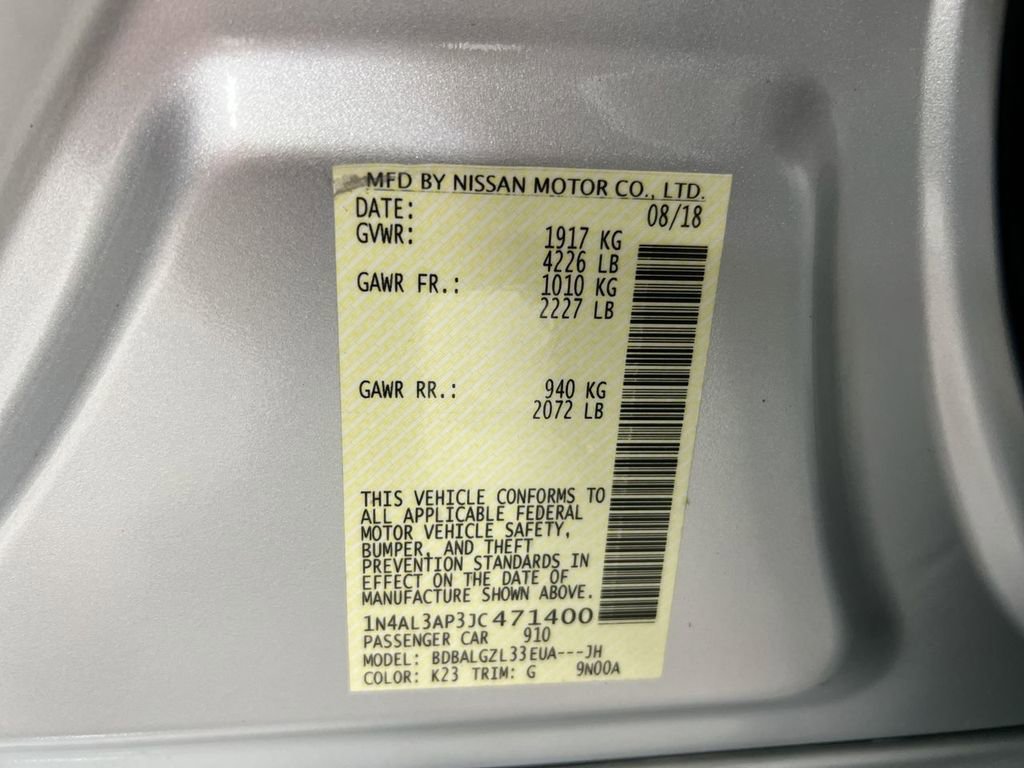 MFD BY NISSAN MOTOR CO., LTD.
DATE: 08/18
GVWR: 1917 KG
4226 LB
GAWR FR.: 1010 KG
2227 LB
GAWR RR.: 940 KG
2072 LB
THIS VEHICLE CONFORMS TO
ALL APPLICABLE FEDERAL
MOTOR VEHICLE SAFETY,
BUMPER, AND THEFT
PREVENTION STANDARDS IN
EFFECT ON THE DATE OF
MANUFACTURE SHOWN ABOVE.
1N4AL3AP3JC471400
PASSENGER CAR 910
MODEL: BDBALGZL33EUA---JH
COLOR: K23 TRIM: G 9N00A